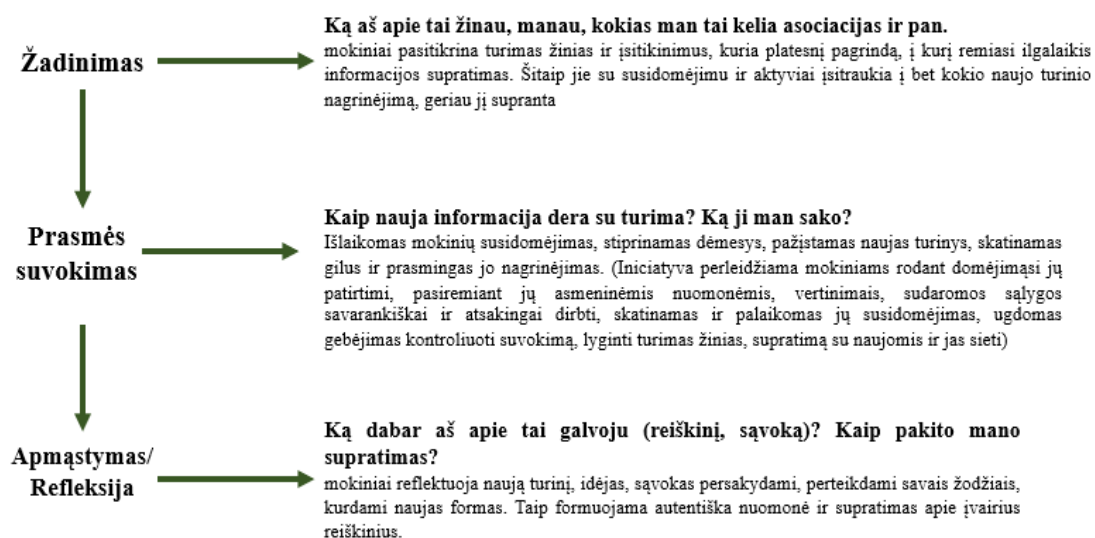 Žadinimas
Ką aš apie tai žinau, manau, kokias man tai kelia asociacijas ir pan.
mokiniai pasitikrina turimas žinias ir įsitikinimus, kuria platesnį pagrindą, į kurį remiasi ilgalaikis
informacijos supratimas. Šitaip jie su susidomėjimu ir aktyviai įsitraukia į bet kokio naujo turinio
nagrinėjimą, geriau jį supranta
Prasmės
suvokimas
Kaip nauja informacija dera su turima? Ką ji man sako?
Išlaikomas mokinių susidomėjimas, stiprinamas dėmesys, pažįstamas naujas turinys, skatinamas
gilus ir prasmingas jo nagrinėjimas. (Iniciatyva perleidžiama mokiniams rodant domėjimąsi jų
patirtimi, pasiremiant jų asmeninėmis nuomonėmis, vertinimais, sudaromos sąlygos
savarankiškai ir atsakingai dirbti, skatinamas ir palaikomas jų susidomėjimas, ugdomas
gebėjimas kontroliuoti suvokimą, lyginti turimas žinias, supratimą su naujomis ir jas sieti)
Apmąstymas/
Refleksija
Ką dabar aš apie tai galvoju (reiškinį, sąvoką)? Kaip pakito mano
supratimas?
mokiniai reflektuoja naują turinį, idėjas, sąvokas persakydami, perteikdami savais žodžiais,
kurdami naujas formas. Taip formuojama autentiška nuomonė ir supratimas apie įvairius
reiškinius.